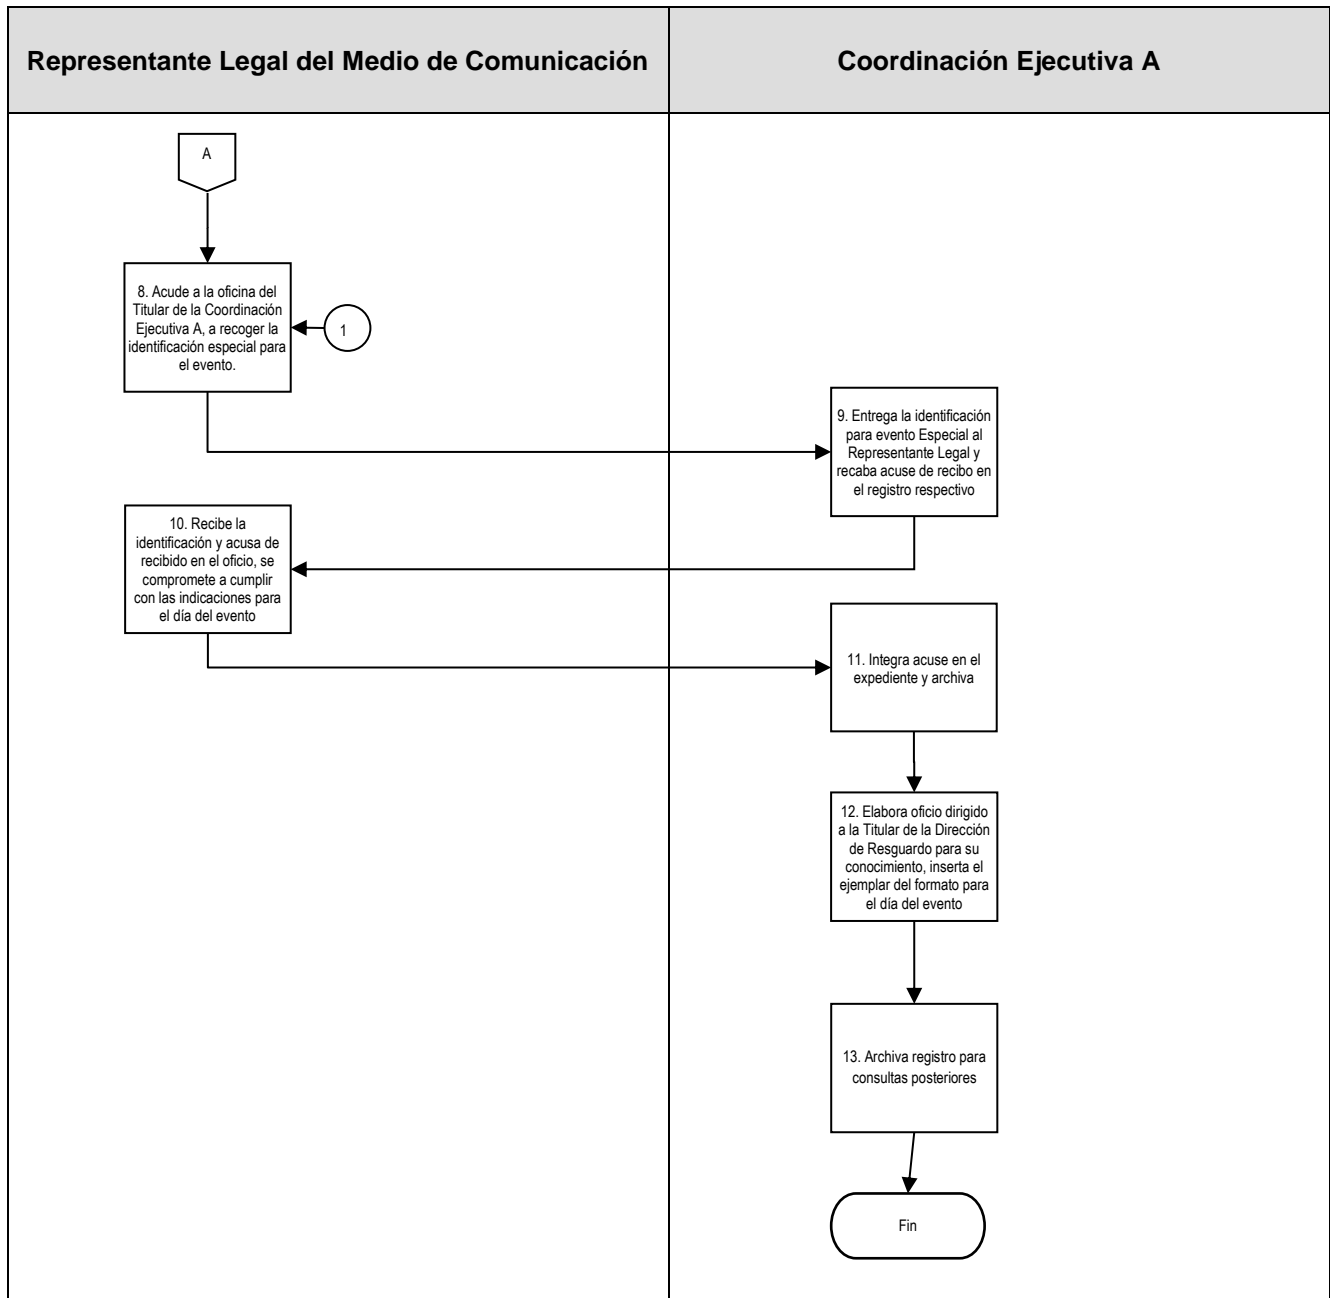 Representante Legal del Medio de Comunicación
Coordinación Ejecutiva A
A
8. Acude a la oficina del
Titular de la Coordinación
Ejecutiva A, a recoger la
identificación especial para
el evento.
1
9. Entrega la identificación
para evento Especial al
Representante Legal y
recaba acuse de recibo en
el registro respectivo
10. Recibe la
identificación y acusa de
recibido en el oficio, se
compromete a cumplir
con las indicaciones para
el día del evento
11. Integra acuse en el
expediente y archiva
12. Elabora oficio dirigido
a la Titular de la Dirección
de Resguardo para su
conocimiento, inserta el
ejemplar del formato para
el día del evento
13. Archiva registro para
consultas posteriores
Fin